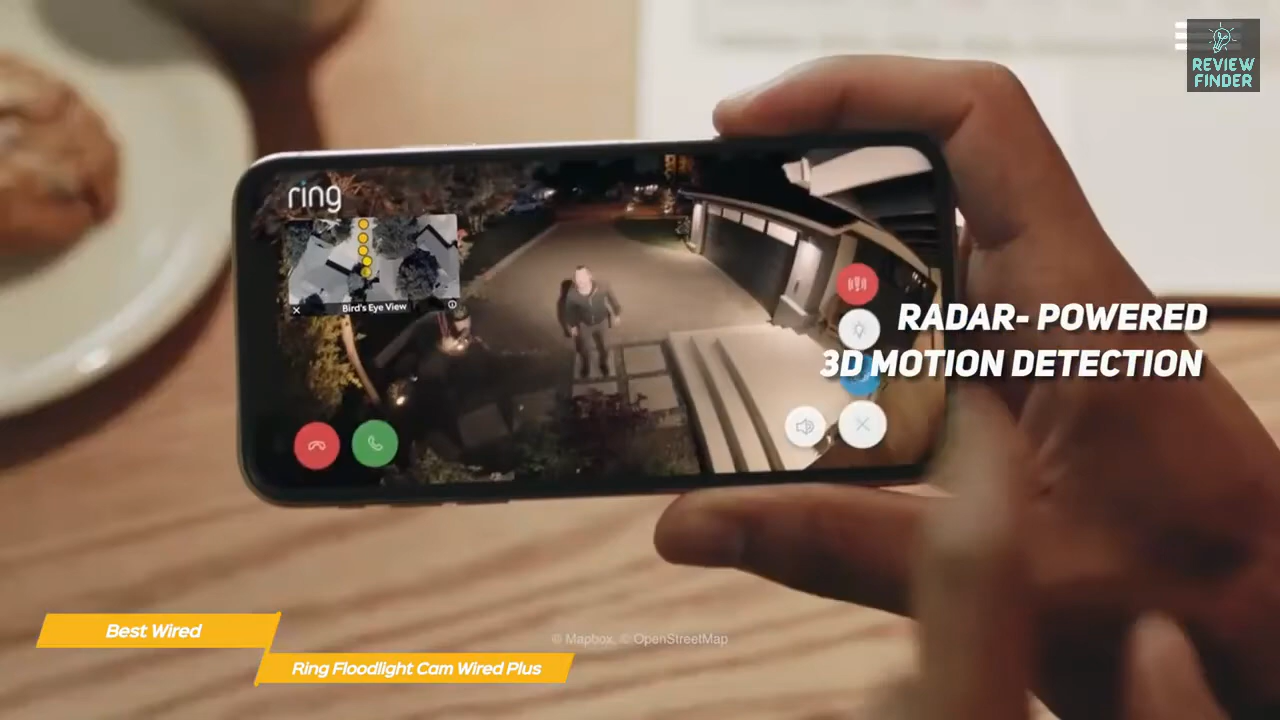 REVIEW
FINDER
ring
Bird's Eye View
RADAR- POWERED
3D MOTION DETECTION
Best Wired
© Mapbox, © OpenStreetMap
Ring Floodlight Cam Wired Plus